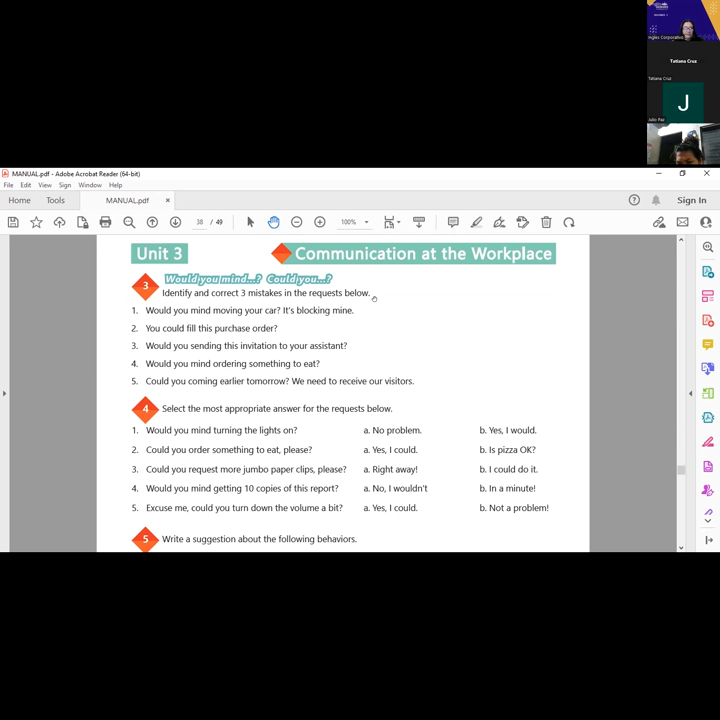 Inglés Corporativo
Tatiana Cruz
Tatiana Cruz
J
Julio Paz
MANUAL.pdf - Adobe Acrobat Reader (64-bit)
File Edit View Sign Window Help
Home Tools MANUAL.pdf × Sign In
38 / 49 100%
Unit 3 Communication at the Workplace
3 Would you mind...? Could you...?
Identify and correct 3 mistakes in the requests below.
1. Would you mind moving your car? It's blocking mine.
2. You could fill this purchase order?
3. Would you sending this invitation to your assistant?
4. Would you mind ordering something to eat?
5. Could you coming earlier tomorrow? We need to receive our visitors.
4 Select the most appropriate answer for the requests below.
1. Would you mind turning the lights on? a. No problem. b. Yes, I would.
2. Could you order something to eat, please? a. Yes, I could. b. Is pizza OK?
3. Could you request more jumbo paper clips, please? a. Right away! b. I could do it.
4. Would you mind getting 10 copies of this report? a. No, I wouldn't b. In a minute!
5. Excuse me, could you turn down the volume a bit? a. Yes, I could. b. Not a problem!
5 Write a suggestion about the following behaviors.